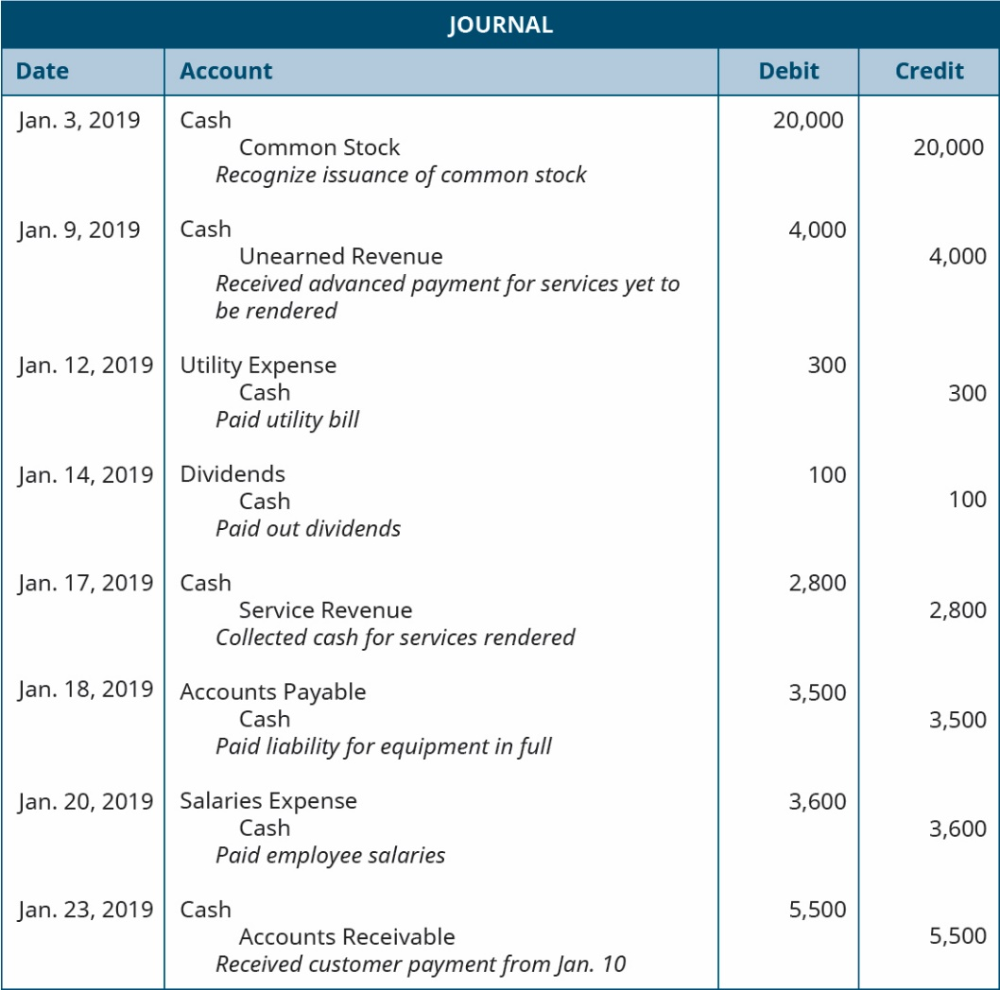 JOURNAL
Date Account Debit Credit
Jan. 3, 2019 Cash 20,000
Common Stock 20,000
Recognize issuance of common stock
Jan. 9, 2019 Cash 4,000
Unearned Revenue 4,000
Received advanced payment for services yet to
be rendered
Jan. 12, 2019 Utility Expense 300
Cash 300
Paid utility bill
Jan. 14, 2019 Dividends 100
Cash 100
Paid out dividends
Jan. 17, 2019 Cash 2,800
Service Revenue 2,800
Collected cash for services rendered
Jan. 18, 2019 Accounts Payable 3,500
Cash 3,500
Paid liability for equipment in full
Jan. 20, 2019 Salaries Expense 3,600
Cash 3,600
Paid employee salaries
Jan. 23, 2019 Cash 5,500
Accounts Receivable 5,500
Received customer payment from Jan. 10